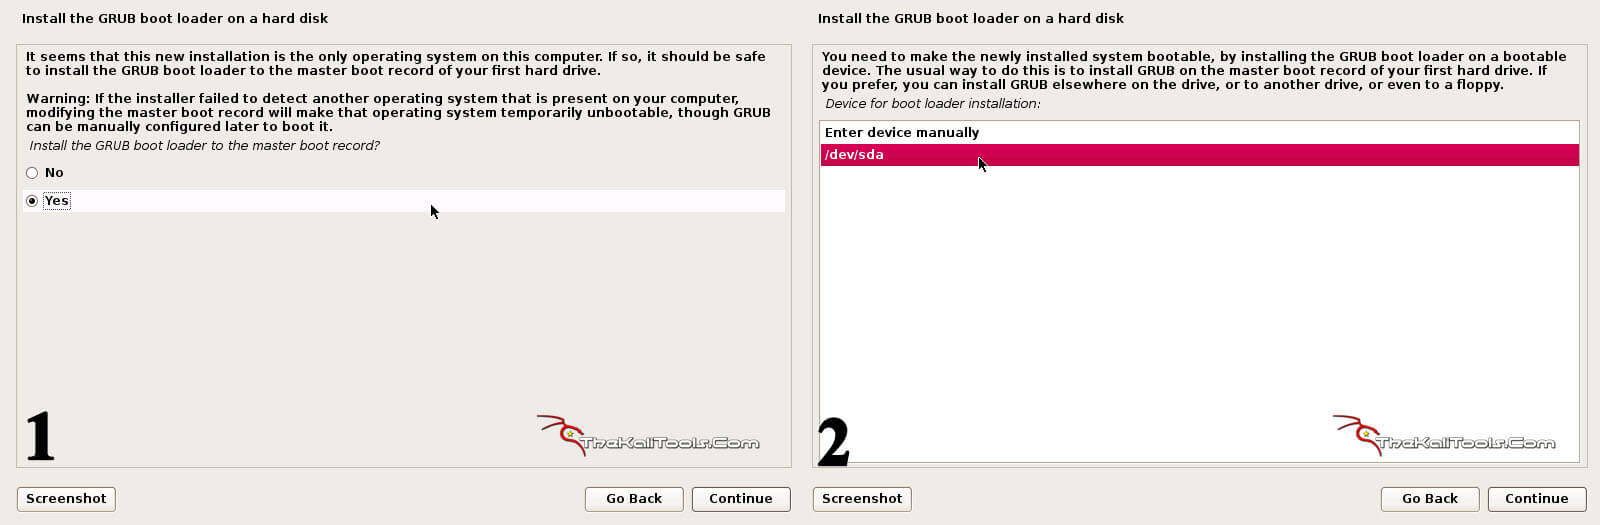 Install the GRUB boot loader on a hard disk
It seems that this new installation is the only operating system on this computer. If so, it should be safe
to install the GRUB boot loader to the master boot record of your first hard drive.
Warning: If the installer failed to detect another operating system that is present on your computer,
modifying the master boot record will make that operating system temporarily unbootable, though GRUB
can be manually configured later to boot it.
Install the GRUB boot loader to the master boot record?
No
Yes
1
TheKaliTools.Com
Screenshot
Go Back
Continue
Install the GRUB boot loader on a hard disk
You need to make the newly installed system bootable, by installing the GRUB boot loader on a bootable
device. The usual way to do this is to install GRUB on the master boot record of your first hard drive. If
you prefer, you can install GRUB elsewhere on the drive, or to another drive, or even to a floppy.
Device for boot loader installation:
Enter device manually
/dev/sda
2
TheKaliTools.Com
Screenshot
Go Back
Continue